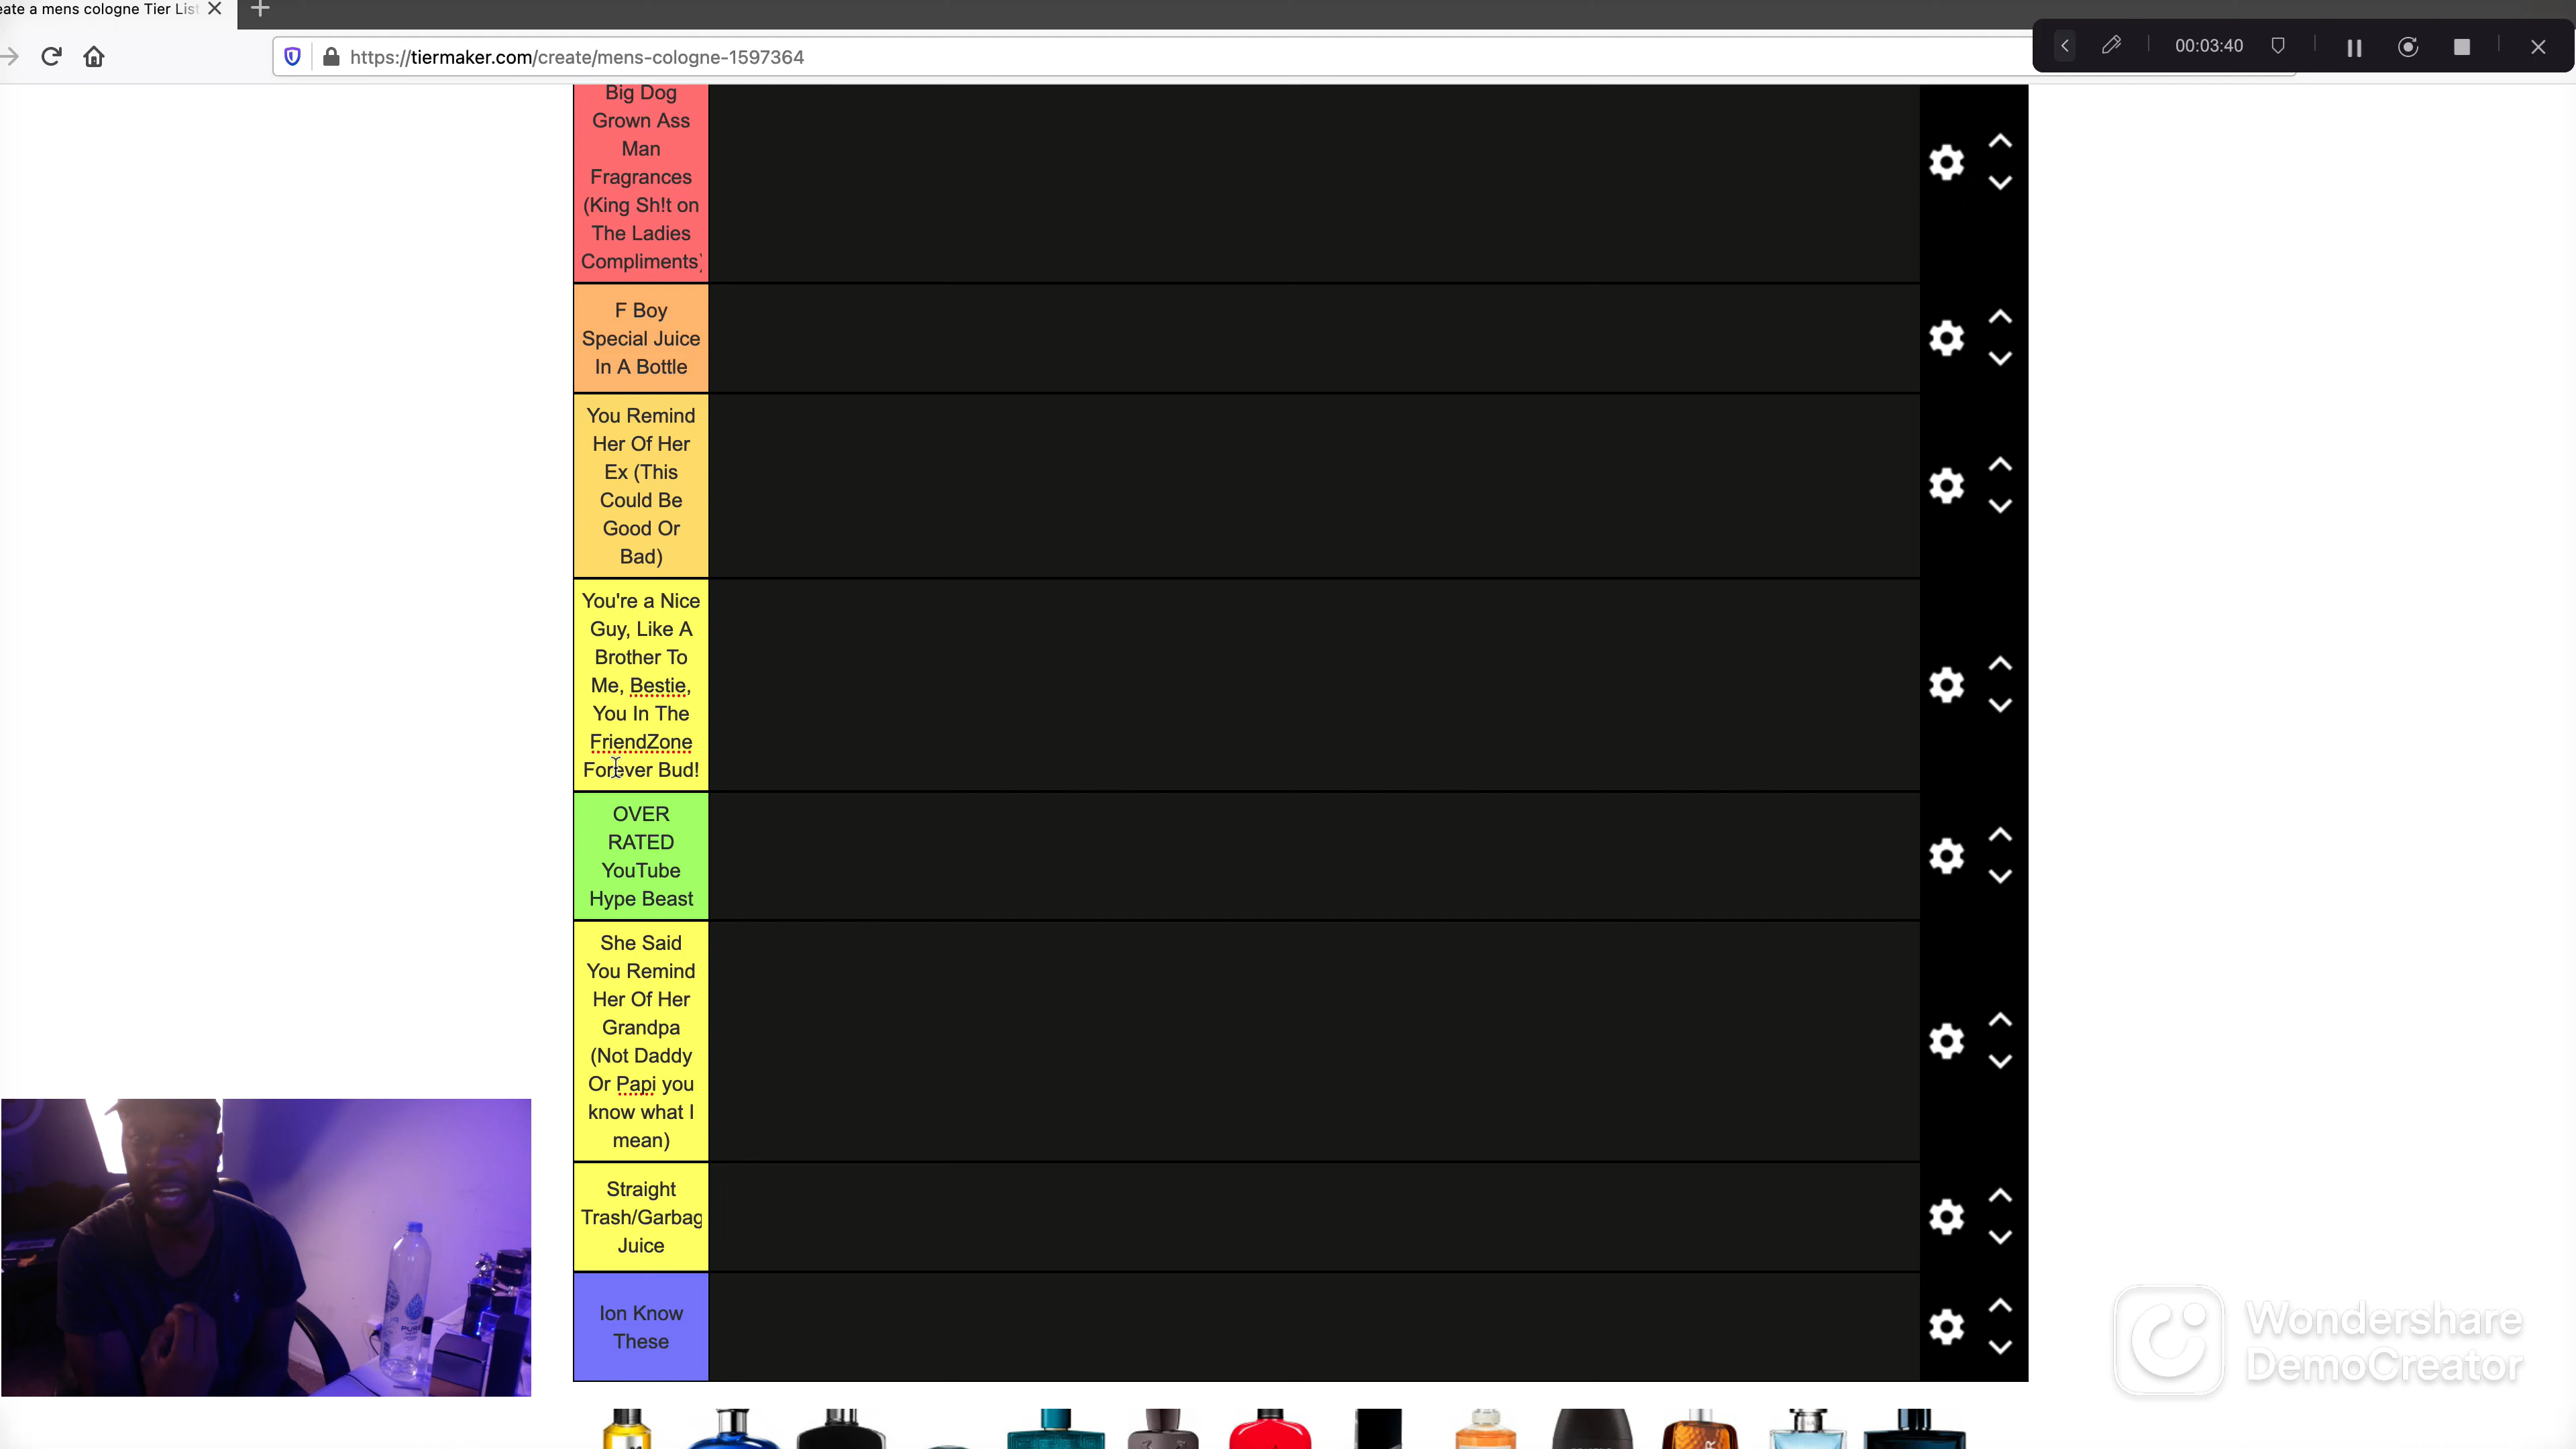 eate a mens cologne Tier List
https://tiermaker.com/create/mens-cologne-1597364
00:03:40
Big Dog
Grown Ass
Man
Fragrances
(King Sh!t on
The Ladies
Compliments)
F Boy
Special Juice
In A Bottle
You Remind
Her Of Her
Ex (This
Could Be
Good Or
Bad)
You're a Nice
Guy, Like A
Brother To
Me, Bestie,
You In The
FriendZone
Forever Bud!
OVER
RATED
YouTube
Hype Beast
She Said
You Remind
Her Of Her
Grandpa
(Not Daddy
Or Papi you
know what I
mean)
Straight
Trash/Garbag
Juice
Ion Know
These
PURE
Wondershare
DemoCreator